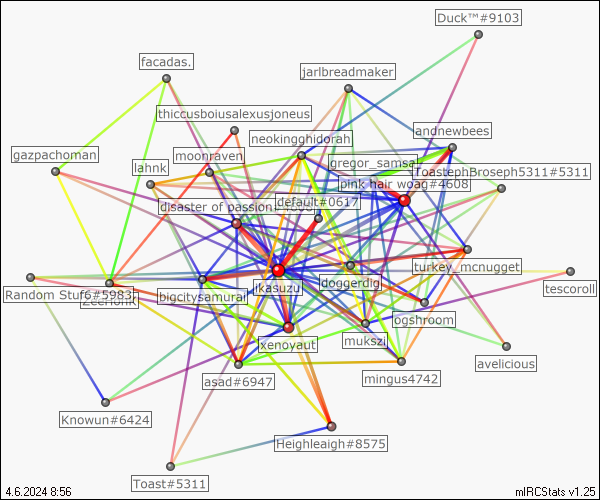 Duck™#9103
facadas.
jarlbreadmaker
thiccusboiusalexusjoneus
neokingghidorah
andnewbees
gazpachoman
moonraven
lahnk
gregor_samsa
ToastephBroseph5311#5311
pink hair woag#4608
default#0617
disaster of passion
turkey_mcnugget
tescoroll
Random Stuf6#5983
bigcitysamurai
ikasuzu
doggerdig
ogshroom
mukszi
xenoyaut
avelicious
asad#6947
mingus4742
Knowun#6424
Heighleaigh#8575
Toast#5311
4.6.2024 8:56
mIRCStats v1.25